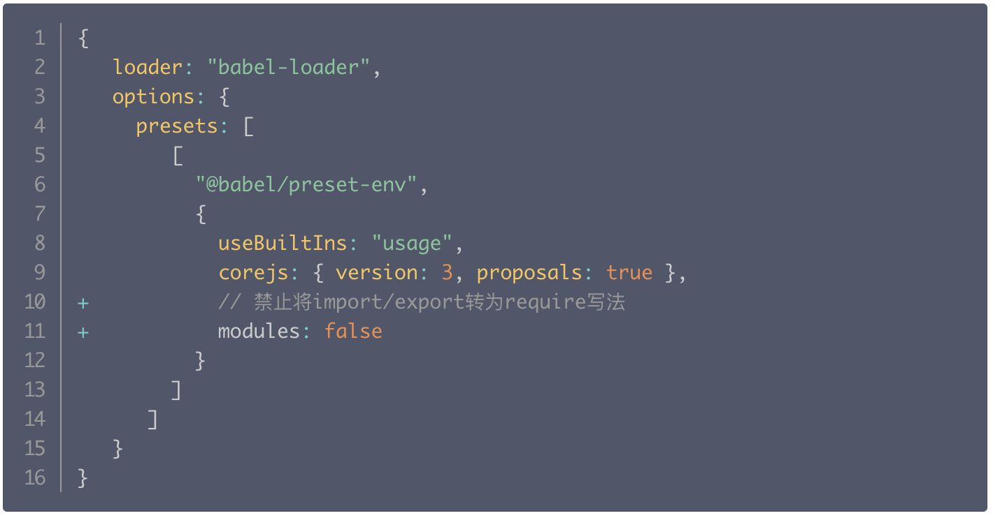 1 {
2    loader: "babel-loader",
3    options: {
4      presets: [
5         [
6           "@babel/preset-env",
7           {
8             useBuiltIns: "usage",
9             corejs: { version: 3, proposals: true },
10 +           // 禁止将import/export转为require写法
11 +           modules: false
12           }
13         ]
14       ]
15    }
16 }